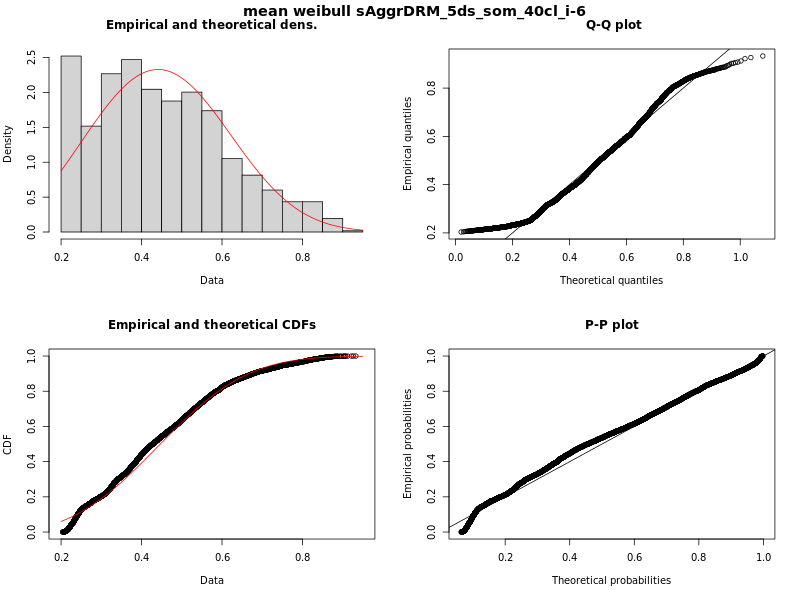 mean weibull sAggrDRM_5ds_som_40cl_i-6
Empirical and theoretical dens.
Density
0.0 0.5 1.0 1.5 2.0 2.5
0.2 0.4 0.6 0.8
Data
Q-Q plot
Empirical quantiles
0.2 0.4 0.6 0.8
0.0 0.2 0.4 0.6 0.8 1.0
Theoretical quantiles
Empirical and theoretical CDFs
CDF
0.0 0.2 0.4 0.6 0.8 1.0
0.2 0.4 0.6 0.8
Data
P-P plot
Empirical probabilities
0.0 0.2 0.4 0.6 0.8 1.0
0.2 0.4 0.6 0.8 1.0
Theoretical probabilities